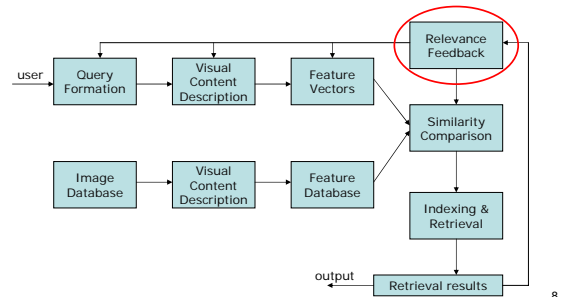 Relevance
Feedback
user
Query
Formation
Visual
Content
Description
Feature
Vectors
Similarity
Comparison
Image
Database
Visual
Content
Description
Feature
Database
Indexing &
Retrieval
output
Retrieval results
8